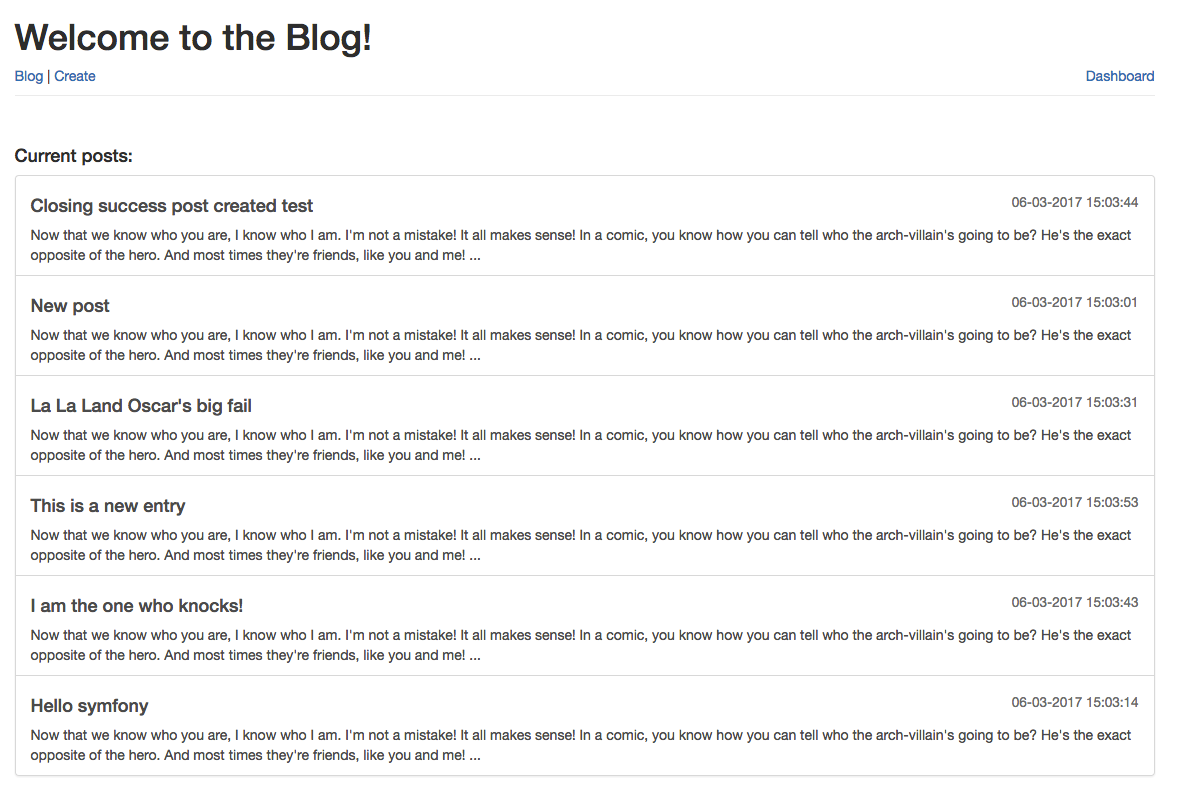 Welcome to the Blog!
Blog | Create Dashboard
Current posts:
Closing success post created test 06-03-2017 15:03:44
Now that we know who you are, I know who I am. I'm not a mistake! It all makes sense! In a comic, you know how you can tell who the arch-villain's going to be? He's the exact
opposite of the hero. And most times they're friends, like you and me! ...
New post 06-03-2017 15:03:01
Now that we know who you are, I know who I am. I'm not a mistake! It all makes sense! In a comic, you know how you can tell who the arch-villain's going to be? He's the exact
opposite of the hero. And most times they're friends, like you and me! ...
La La Land Oscar's big fail 06-03-2017 15:03:31
Now that we know who you are, I know who I am. I'm not a mistake! It all makes sense! In a comic, you know how you can tell who the arch-villain's going to be? He's the exact
opposite of the hero. And most times they're friends, like you and me! ...
This is a new entry 06-03-2017 15:03:53
Now that we know who you are, I know who I am. I'm not a mistake! It all makes sense! In a comic, you know how you can tell who the arch-villain's going to be? He's the exact
opposite of the hero. And most times they're friends, like you and me! ...
I am the one who knocks! 06-03-2017 15:03:43
Now that we know who you are, I know who I am. I'm not a mistake! It all makes sense! In a comic, you know how you can tell who the arch-villain's going to be? He's the exact
opposite of the hero. And most times they're friends, like you and me! ...
Hello symfony 06-03-2017 15:03:14
Now that we know who you are, I know who I am. I'm not a mistake! It all makes sense! In a comic, you know how you can tell who the arch-villain's going to be? He's the exact
opposite of the hero. And most times they're friends, like you and me! ...